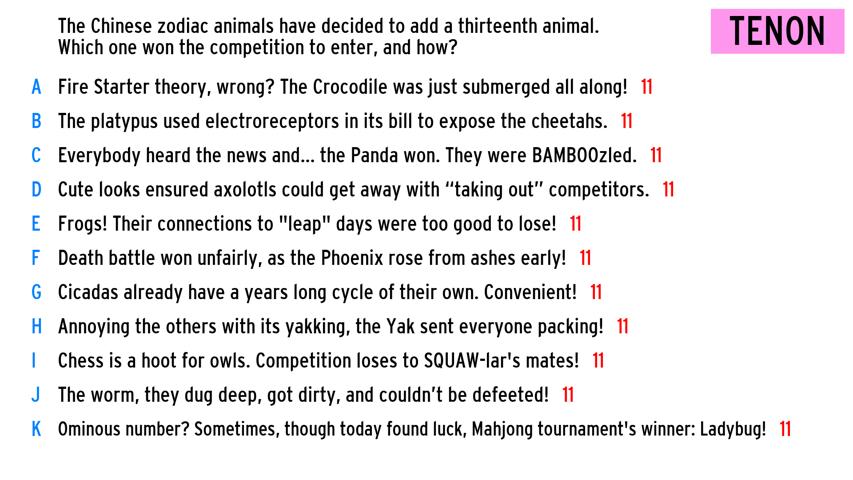 The Chinese zodiac animals have decided to add a thirteenth animal.
Which one won the competition to enter, and how?
TENON
A Fire Starter theory, wrong? The Crocodile was just submerged all along! 11
B The platypus used electroreceptors in its bill to expose the cheetahs. 11
C Everybody heard the news and... the Panda won. They were BAMBOOzled. 11
D Cute looks ensured axolotls could get away with “taking out” competitors. 11
E Frogs! Their connections to "leap" days were too good to lose! 11
F Death battle won unfairly, as the Phoenix rose from ashes early! 11
G Cicadas already have a years long cycle of their own. Convenient! 11
H Annoying the others with its yakking, the Yak sent everyone packing! 11
I Chess is a hoot for owls. Competition loses to SQUAW-lar's mates! 11
J The worm, they dug deep, got dirty, and couldn’t be defeeted! 11
K Ominous number? Sometimes, though today found luck, Mahjong tournament's winner: Ladybug! 11